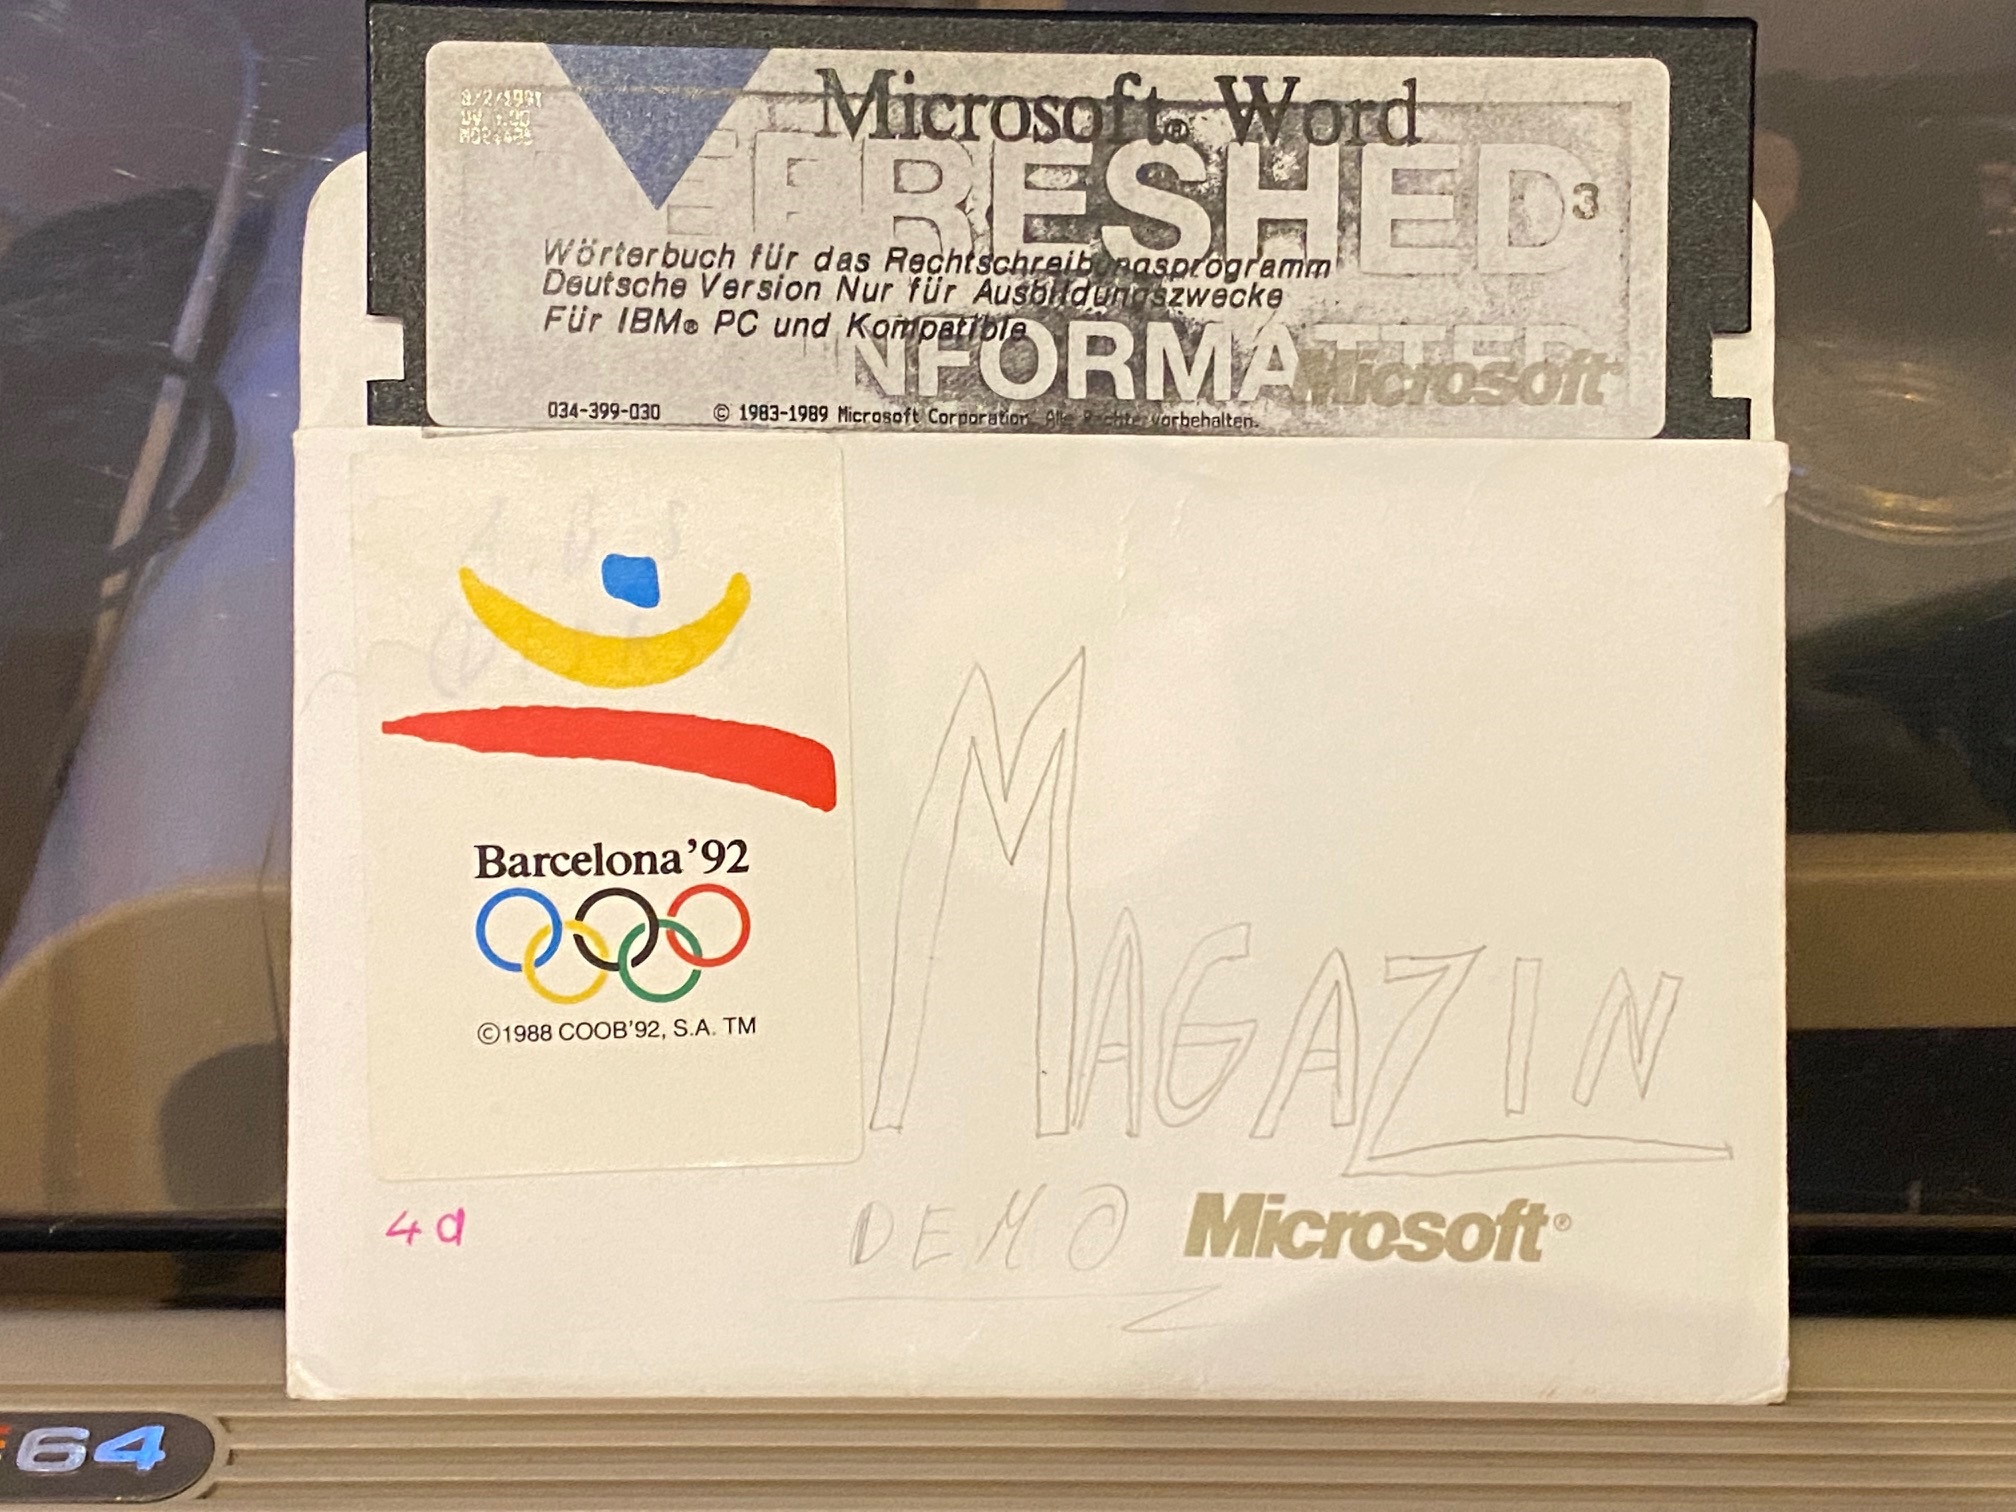 Microsoft® Word
3
RESHED
Wörterbuch für das Rechtschreibungsprogramm
Deutsche Version Nur für Ausbildungszwecke
Für IBM® PC und Kompatible
NFORMATTED
Microsoft
034-399-030 © 1983-1989 Microsoft Corporation. Alle Rechte vorbehalten.
Barcelona '92
©1988 COOB'92, S.A. TM
MAGAZIN
DEMO
Microsoft®
4d
64